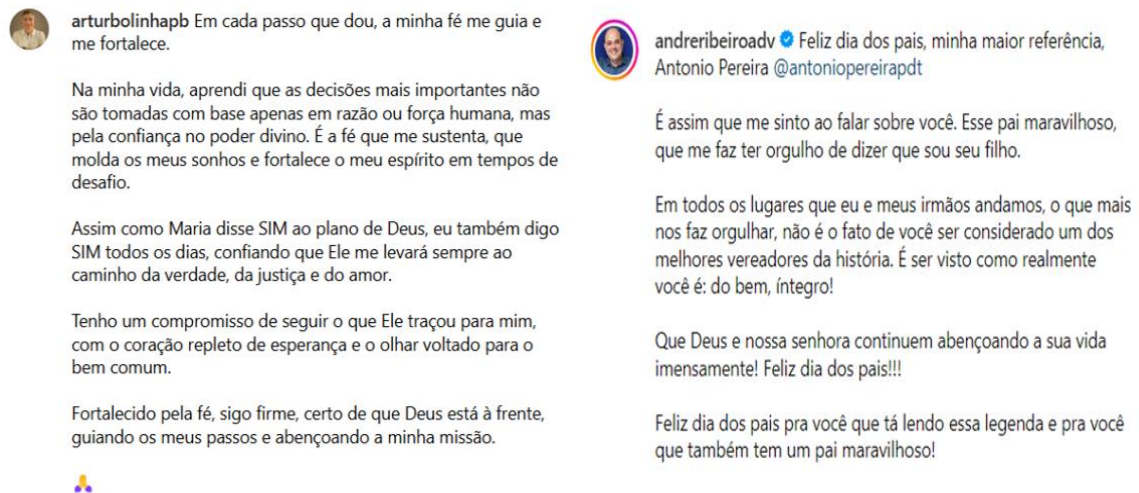 arturbolinhapb Em cada passo que dou, a minha fé me guia e
me fortalece.
Na minha vida, aprendi que as decisões mais importantes não
são tomadas com base apenas em razão ou força humana, mas
pela confiança no poder divino. É a fé que me sustenta, que
molda os meus sonhos e fortalece o meu espírito em tempos de
desafio.
Assim como Maria disse SIM ao plano de Deus, eu também digo
SIM todos os dias, confiando que Ele me levará sempre ao
caminho da verdade, da justiça e do amor.
Tenho um compromisso de seguir o que Ele traçou para mim,
com o coração repleto de esperança e o olhar voltado para o
bem comum.
Fortalecido pela fé, sigo firme, certo de que Deus está à frente,
guiando os meus passos e abençoando a minha missão.
🙏
andreribeiroadv Feliz dia dos pais, minha maior referência,
Antonio Pereira @antoniopereirapdt
É assim que me sinto ao falar sobre você. Esse pai maravilhoso,
que me faz ter orgulho de dizer que sou seu filho.
Em todos os lugares que eu e meus irmãos andamos, o que mais
nos faz orgulhar, não é o fato de você ser considerado um dos
melhores vereadores da história. É ser visto como realmente
você é: do bem, íntegro!
Que Deus e nossa senhora continuem abençoando a sua vida
imensamente! Feliz dia dos pais!!!
Feliz dia dos pais pra você que tá lendo essa legenda e pra você
que também tem um pai maravilhoso!